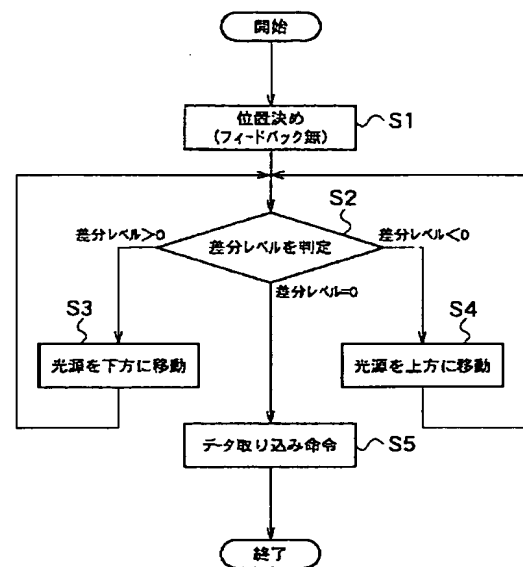 開始
位置決め
(フィードバック無)
S1
S2
差分レベル>0
差分レベルを判定
差分レベル<0
差分レベル=0
S3
光源を下方に移動
S4
光源を上方に移動
データ取り込み命令
S5
終了